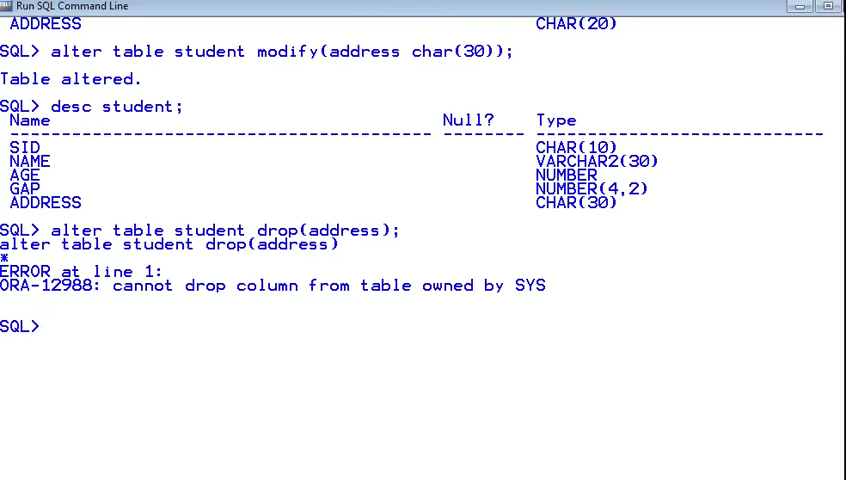 Run SQL Command Line
ADDRESS CHAR(20)
SQL> alter table student modify(address char(30));
Table altered.
SQL> desc student;
Name Null? Type
----------------------------------------- -------- ----------------------------
SID CHAR(10)
NAME VARCHAR2(30)
AGE NUMBER
GAP NUMBER(4,2)
ADDRESS CHAR(30)
SQL> alter table student drop(address);
alter table student drop(address)
*
ERROR at line 1:
ORA-12988: cannot drop column from table owned by SYS
SQL>